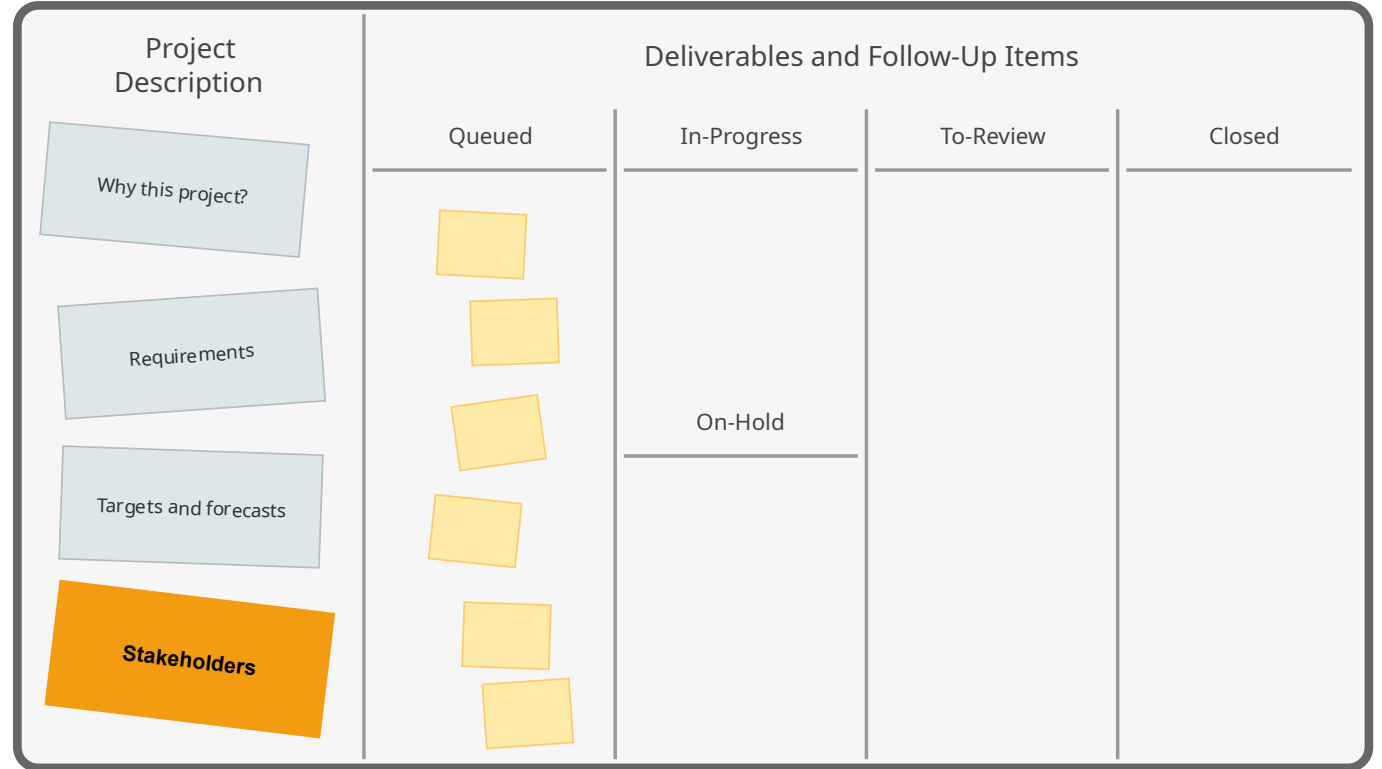 Project
Description
Deliverables and Follow-Up Items
Queued
In-Progress
To-Review
Closed
Why this project?
Requirements
On-Hold
Targets and forecasts
Stakeholders